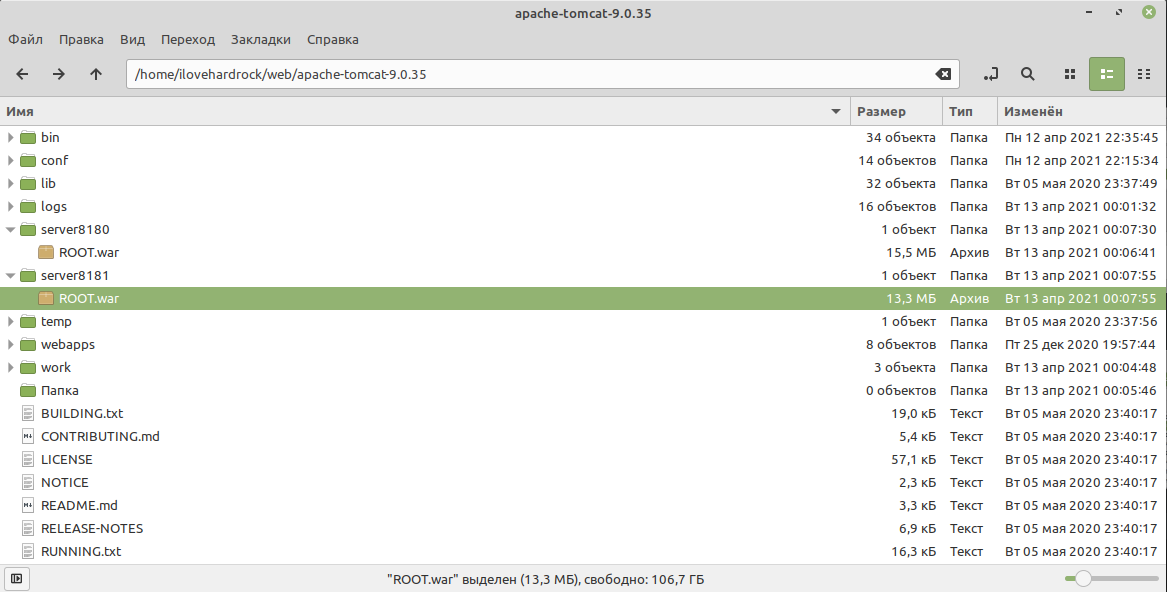 apache-tomcat-9.0.35
Файл Правка Вид Переход Закладки Справка
/home/ilovehardrock/web/apache-tomcat-9.0.35
Имя Размер Тип Изменён
bin 34 объекта Папка Пн 12 апр 2021 22:35:45
conf 14 объектов Папка Пн 12 апр 2021 22:15:34
lib 32 объекта Папка Вт 05 мая 2020 23:37:49
logs 16 объектов Папка Вт 13 апр 2021 00:01:32
server8180 1 объект Папка Вт 13 апр 2021 00:07:30
ROOT.war 15,5 МБ Архив Вт 13 апр 2021 00:06:41
server8181 1 объект Папка Вт 13 апр 2021 00:07:55
ROOT.war 13,3 МБ Архив Вт 13 апр 2021 00:07:55
temp 1 объект Папка Вт 05 мая 2020 23:37:56
webapps 8 объектов Папка Пт 25 дек 2020 19:57:44
work 3 объекта Папка Вт 13 апр 2021 00:04:48
Папка 0 объектов Папка Вт 13 апр 2021 00:05:46
BUILDING.txt 19,0 кБ Текст Вт 05 мая 2020 23:40:17
CONTRIBUTING.md 5,4 кБ Текст Вт 05 мая 2020 23:40:17
LICENSE 57,1 кБ Текст Вт 05 мая 2020 23:40:17
NOTICE 2,3 кБ Текст Вт 05 мая 2020 23:40:17
README.md 3,3 кБ Текст Вт 05 мая 2020 23:40:17
RELEASE-NOTES 6,9 кБ Текст Вт 05 мая 2020 23:40:17
RUNNING.txt 16,3 кБ Текст Вт 05 мая 2020 23:40:17
"ROOT.war" выделен (13,3 МБ), свободно: 106,7 ГБ